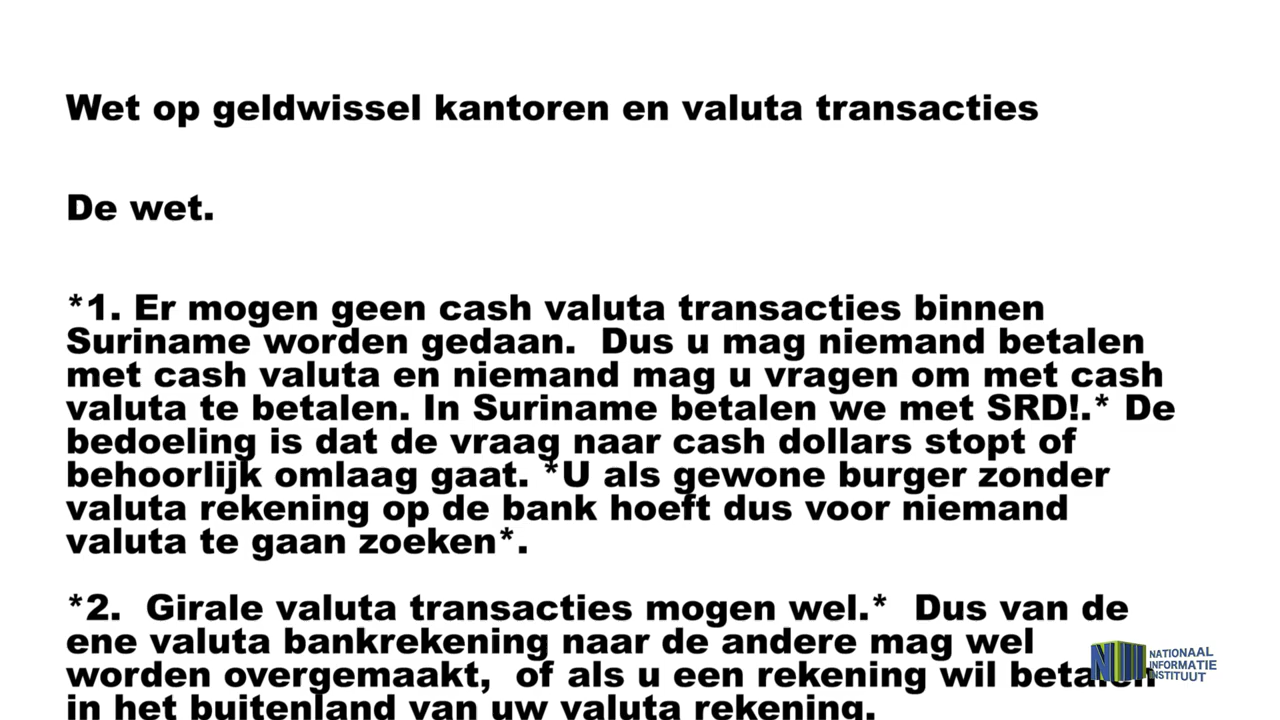 Wet op geldwissel kantoren en valuta transacties
De wet.
*1. Er mogen geen cash valuta transacties binnen
Suriname worden gedaan.  Dus u mag niemand betalen
met cash valuta en niemand mag u vragen om met cash
valuta te betalen. In Suriname betalen we met SRD!.* De
bedoeling is dat de vraag naar cash dollars stopt of
behoorlijk omlaag gaat. *U als gewone burger zonder
valuta rekening op de bank hoeft dus voor niemand
valuta te gaan zoeken*.
*2.  Girale valuta transacties mogen wel.*  Dus van de
ene valuta bankrekening naar de andere mag wel
worden overgemaakt,  of als u een rekening wil betalen
in het buitenland van uw valuta rekening.
NATIONAAL
INFORMATIE
INSTITUUT